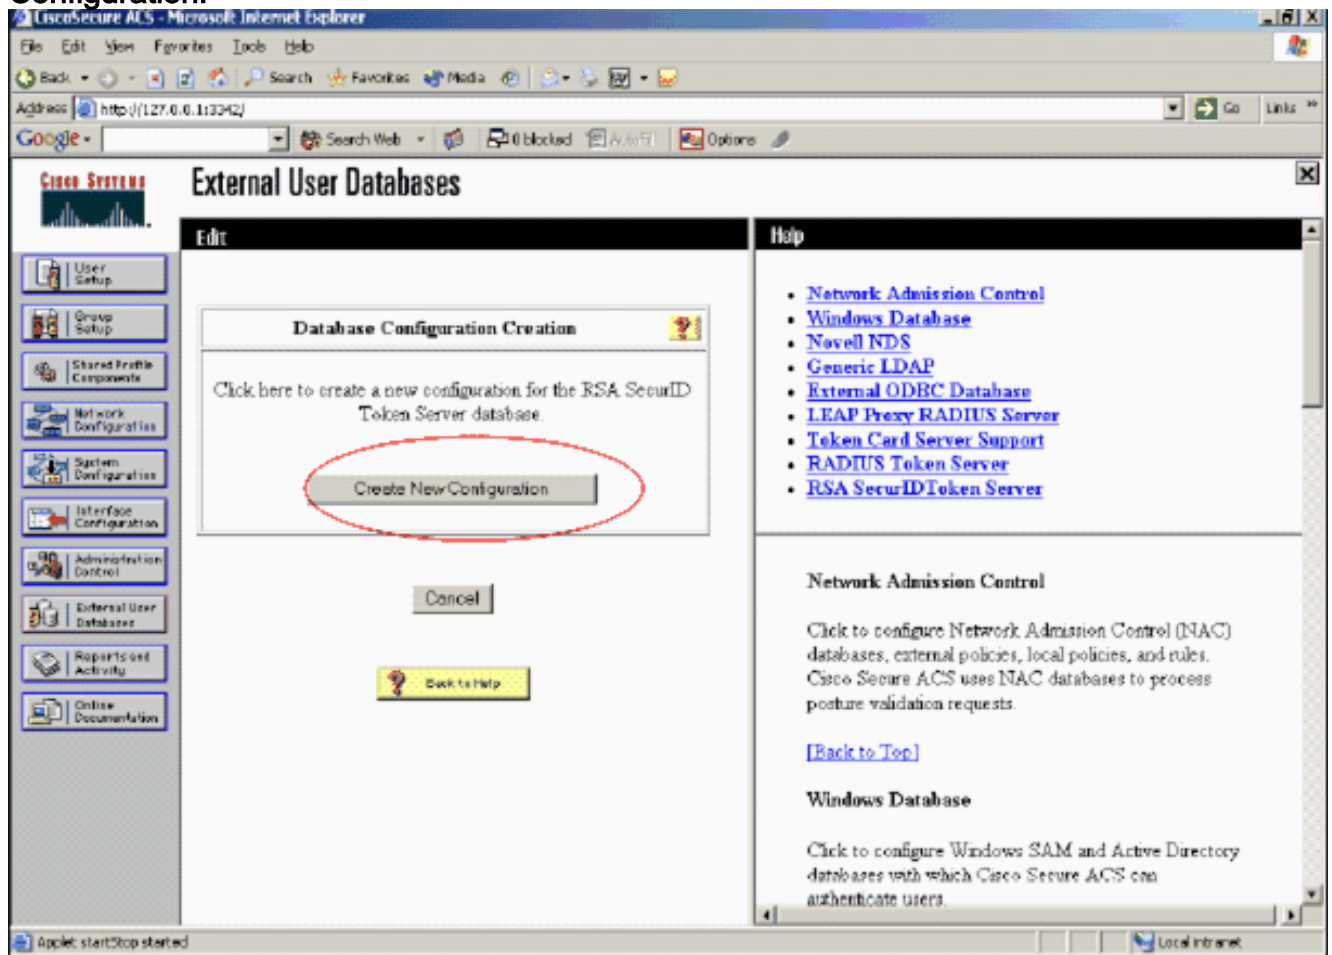 Configuration.
CiscoSecure ACS - Microsoft Internet Explorer
File Edit View Favorites Tools Help
Back Search Favorites Media
Address http://127.0.0.1:3342/ Go Links »
Google Search Web 0 blocked AutoFill Options
Cisco Systems
External User Databases
Edit
Help
User
Setup
Group
Setup
Shared Profile
Components
Network
Configuration
System
Configuration
Interface
Configuration
Administration
Control
External User
Databases
Reports and
Activity
Online
Documentation
Database Configuration Creation
Click here to create a new configuration for the RSA SecurID
Token Server database.
Create New Configuration
Cancel
Back to Help
• Network Admission Control
• Windows Database
• Novell NDS
• Generic LDAP
• External ODBC Database
• LEAP Proxy RADIUS Server
• Token Card Server Support
• RADIUS Token Server
• RSA SecurIDToken Server
Network Admission Control
Click to configure Network Admission Control (NAC)
databases, external policies, local policies, and rules.
Cisco Secure ACS uses NAC databases to process
posture validation requests.
[Back to Top]
Windows Database
Click to configure Windows SAM and Active Directory
databases with which Cisco Secure ACS can
authenticate users.
Applet startStop started
Local intranet